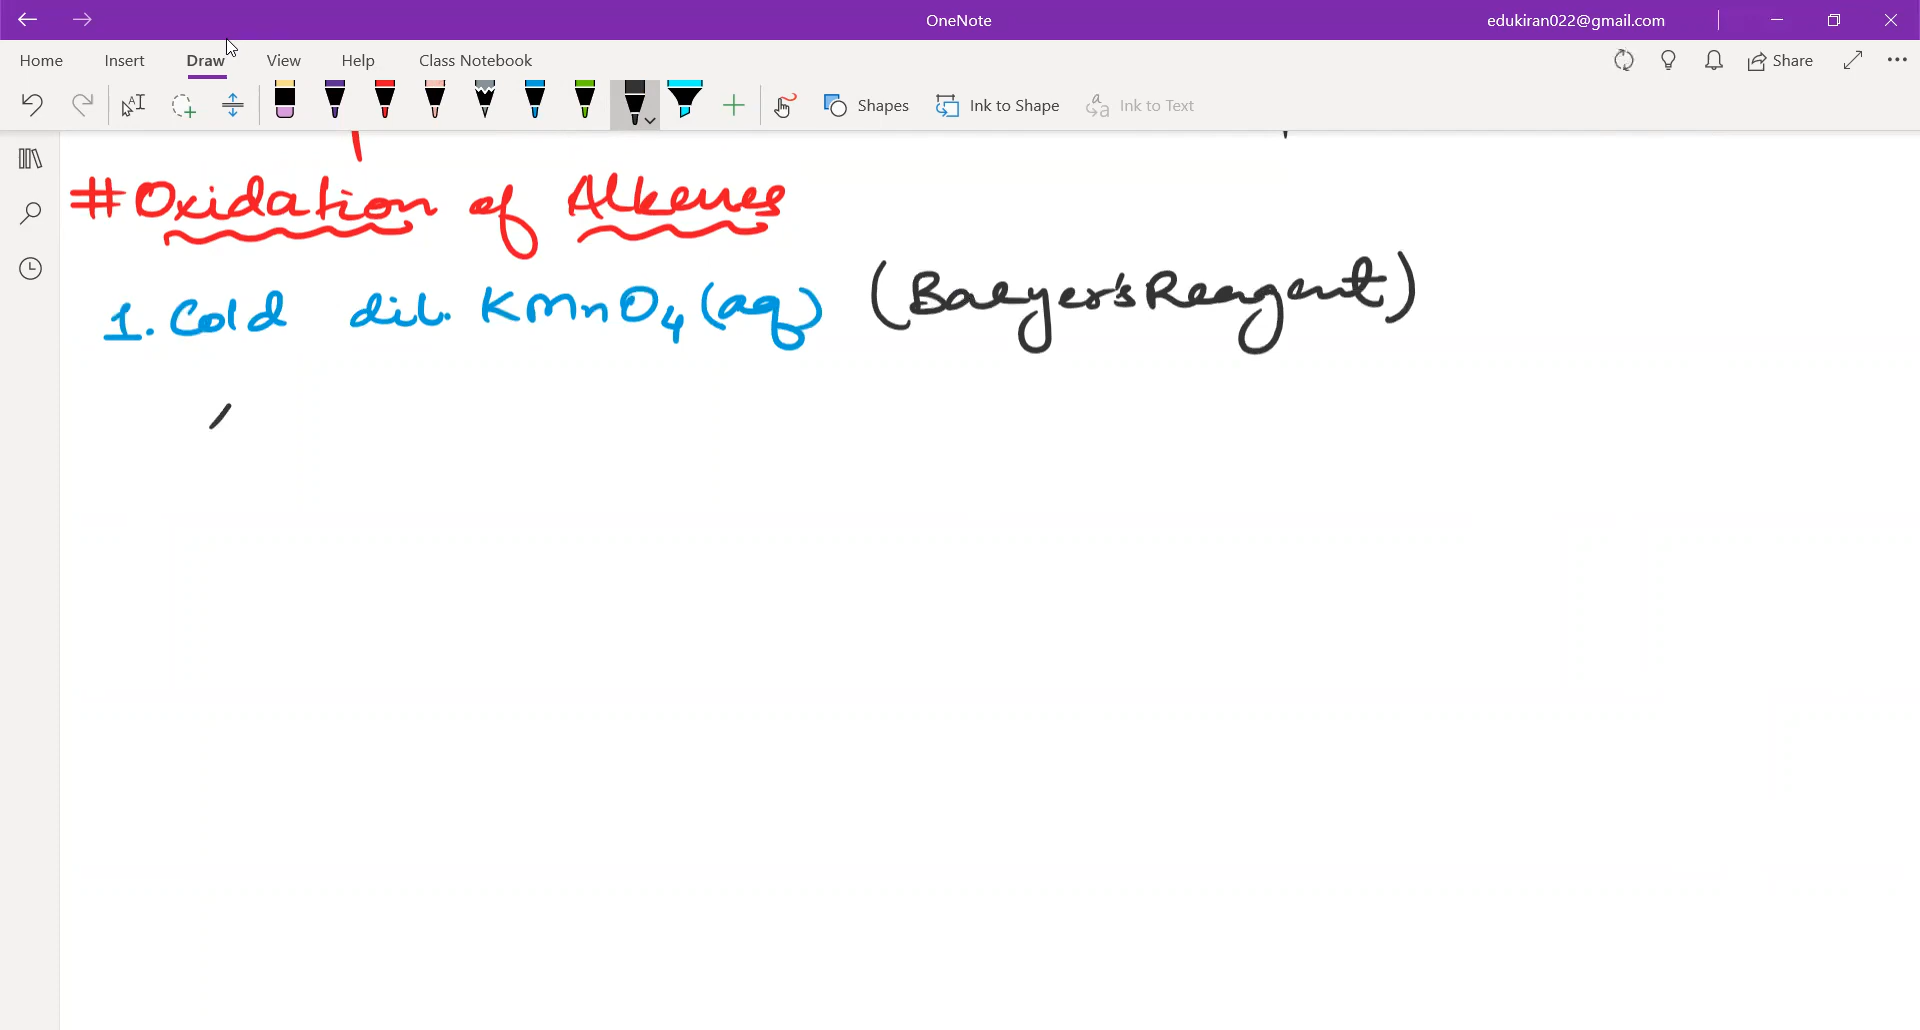 OneNote
edukiran022@gmail.com
Home Insert Draw View Help Class Notebook
Share
Shapes Ink to Shape Ink to Text
#Oxidation of Alkenes
1. Cold dil. KMnO4 (aq) (Baeyer's Reagent)